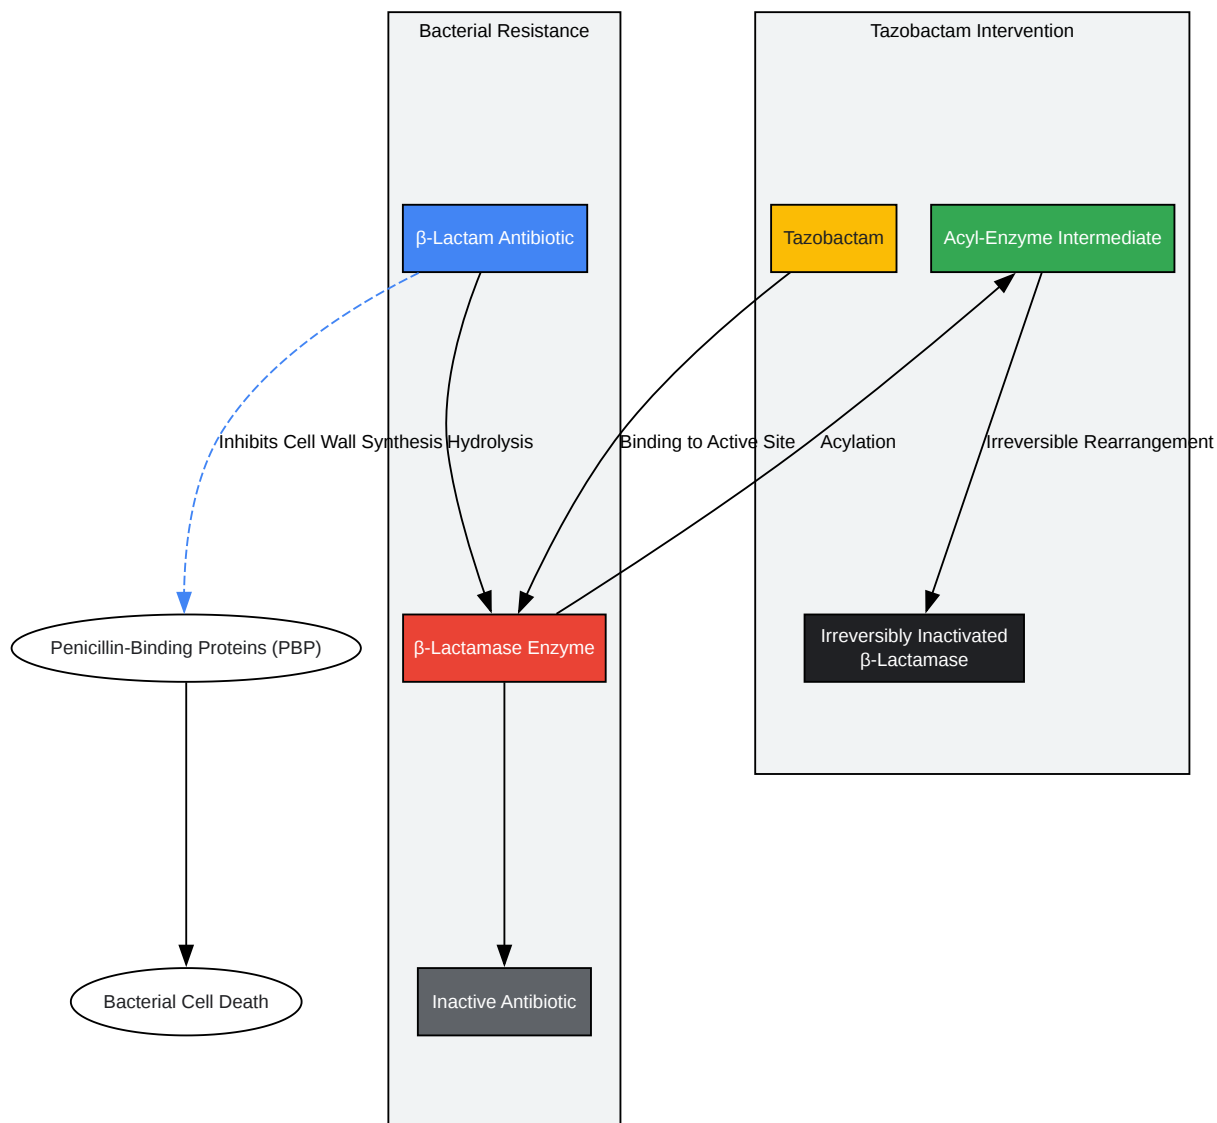 Bacterial Resistance
Tazobactam Intervention
β-Lactam Antibiotic
Tazobactam
Acyl-Enzyme Intermediate
Inhibits Cell Wall Synthesis
Hydrolysis
Binding to Active Site
Acylation
Irreversible Rearrangement
Penicillin-Binding Proteins (PBP)
β-Lactamase Enzyme
Irreversibly Inactivated
β-Lactamase
Bacterial Cell Death
Inactive Antibiotic